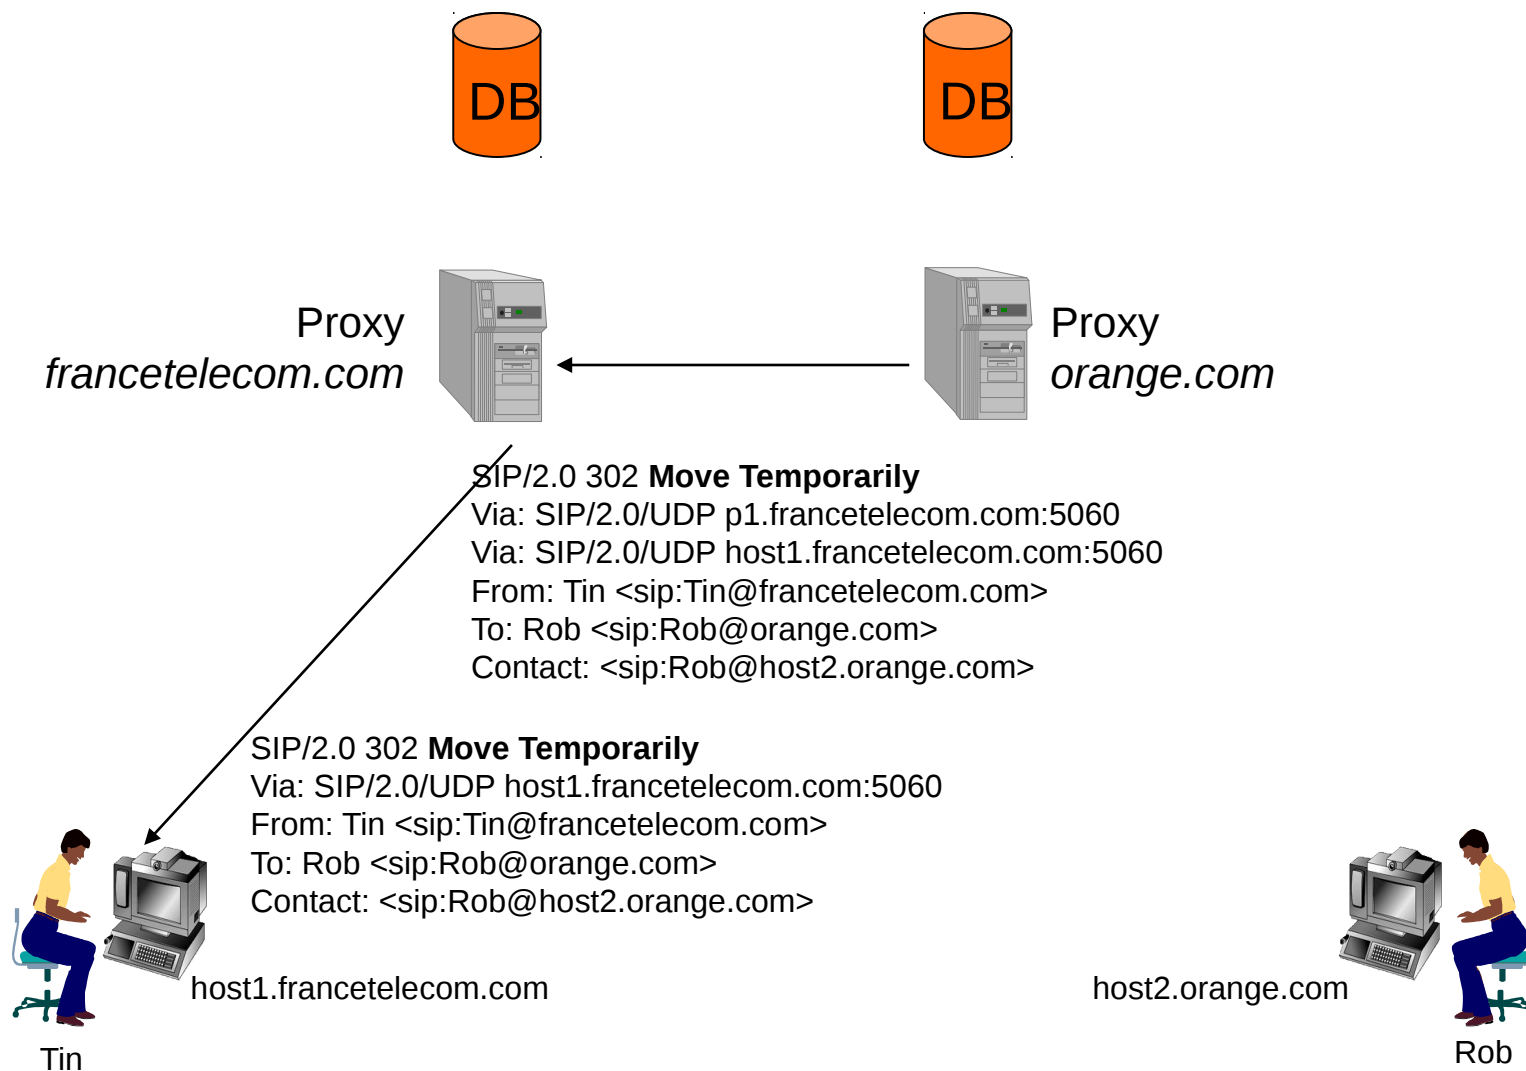 DB
DB
Proxy
francetelecom.com
Proxy
orange.com
SIP/2.0 302 Move Temporarily
Via: SIP/2.0/UDP p1.francetelecom.com:5060
Via: SIP/2.0/UDP host1.francetelecom.com:5060
From: Tin <sip:Tin@francetelecom.com>
To: Rob <sip:Rob@orange.com>
Contact: <sip:Rob@host2.orange.com>
SIP/2.0 302 Move Temporarily
Via: SIP/2.0/UDP host1.francetelecom.com:5060
From: Tin <sip:Tin@francetelecom.com>
To: Rob <sip:Rob@orange.com>
Contact: <sip:Rob@host2.orange.com>
host1.francetelecom.com
host2.orange.com
Tin
Rob